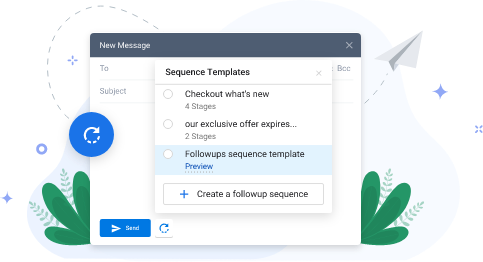 New Message
To
Bcc
Subject
Sequence Templates
Checkout what's new
4 Stages
our exclusive offer expires...
2 Stages
Followups sequence template
Preview
Create a followup sequence
Send